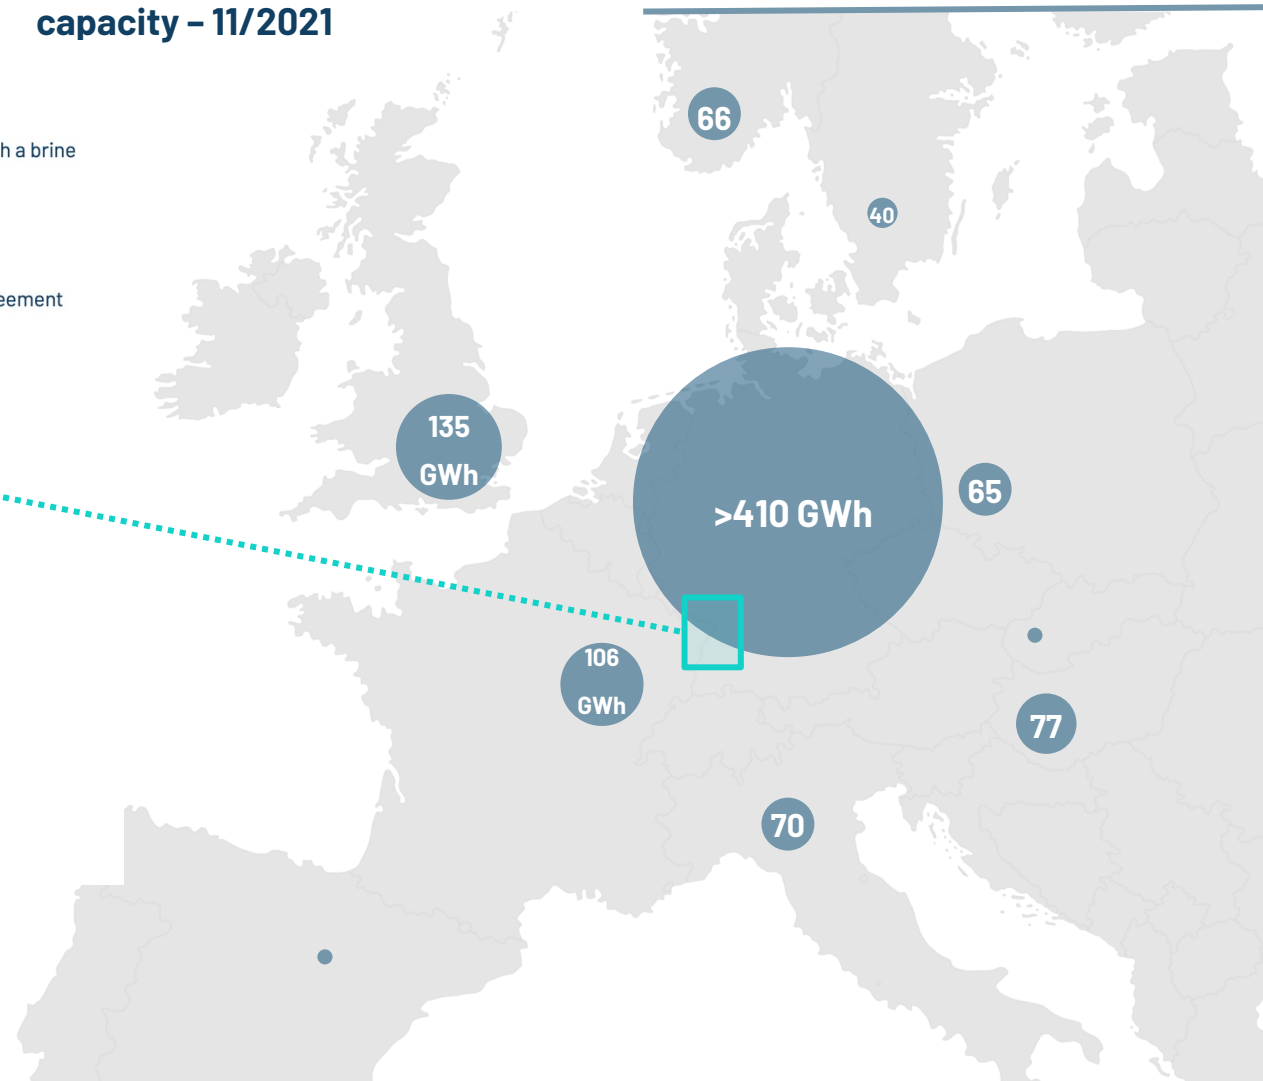 capacity – 11/2021
h a brine
eement
66
40
135
GWh
>410 GWh
65
106
GWh
77
70